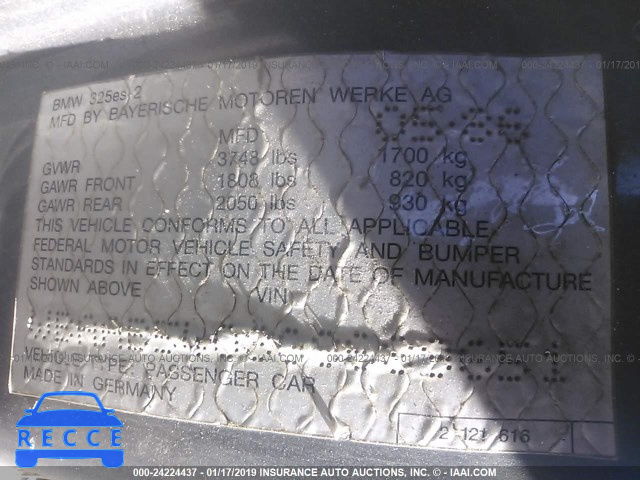 BMW 325es 2
MFD BY BAYERISCHE MOTOREN WERKE AG
MFD
GVWR 3748 lbs 1700 kg
GAWR FRONT 1808 lbs 820 kg
GAWR REAR 2050 lbs 930 kg
THIS VEHICLE CONFORMS TO ALL APPLICABLE
FEDERAL MOTOR VEHICLE SAFETY AND BUMPER
STANDARDS IN EFFECT ON THE DATE OF MANUFACTURE
SHOWN ABOVE VIN
PASSENGER CAR
MADE IN GERMANY
2 121 616
RECCE
000-24224437 - 01/17/2019 INSURANCE AUTO AUCTIONS, INC. - © IAAI.COM